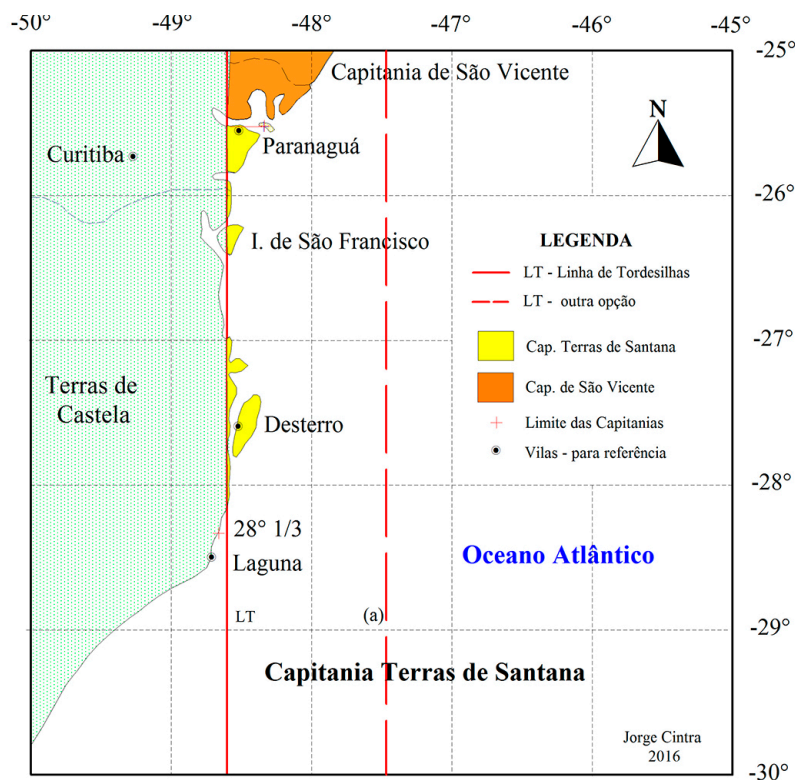 -50°
-49°
-48°
-47°
-46°
-45°
-25°
Capitania de São Vicente
N
Curitiba
Paranaguá
-26°
I. de São Francisco
LEGENDA
LT - Linha de Tordesilhas
LT - outra opção
-27°
Cap. Terras de Santana
Terras de
Castela
Cap. de São Vicente
Desterro
Limite das Capitanias
Vilas - para referência
-28°
28° 1/3
Oceano Atlântico
Laguna
LT
(a)
-29°
Capitania Terras de Santana
Jorge Cintra
2016
-30°